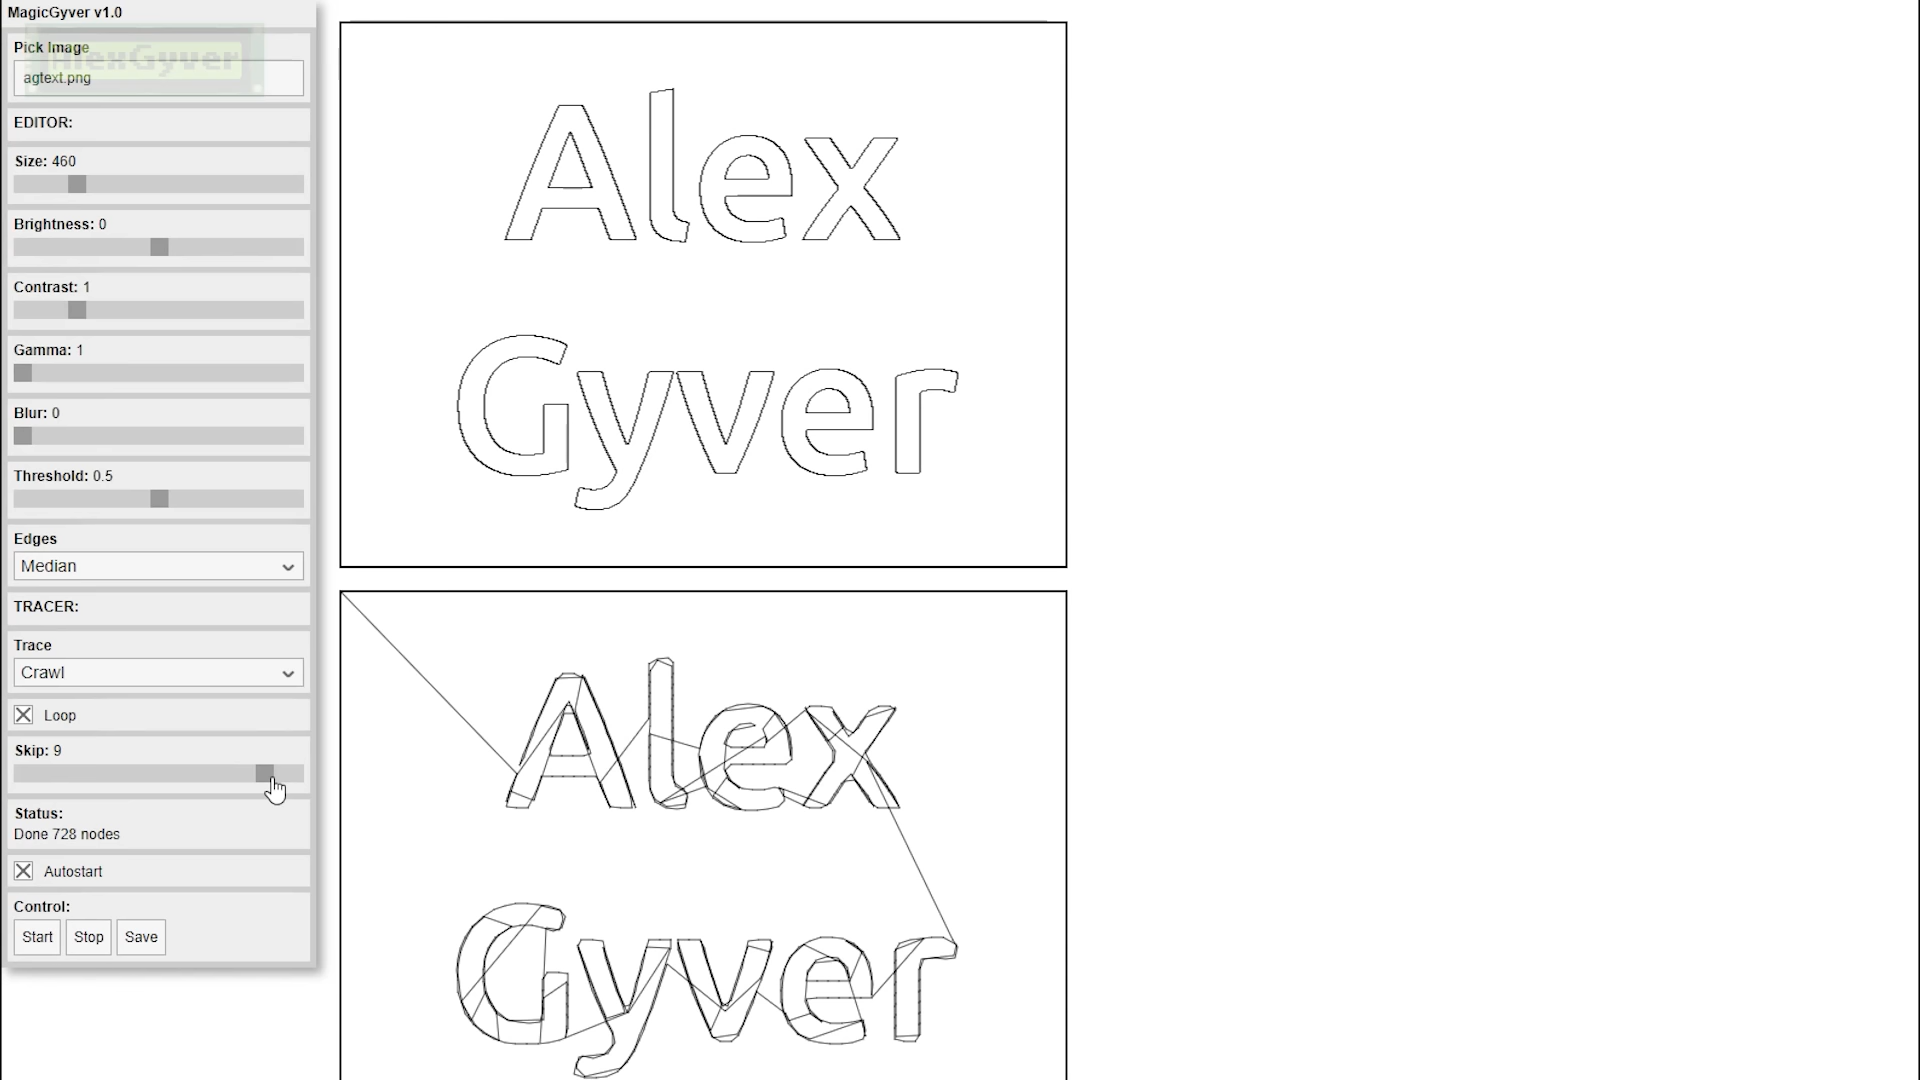 MagicGyver v1.0
Pick Image
AlexGyver
agtext.png
EDITOR:
Size: 460
Brightness: 0
Contrast: 1
Gamma: 1
Blur: 0
Threshold: 0.5
Edges
Median
TRACER:
Trace
Crawl
Loop
Skip: 9
Status:
Done 728 nodes
Autostart
Control:
Start Stop Save
Alex
Gyver
Alex
Gyver